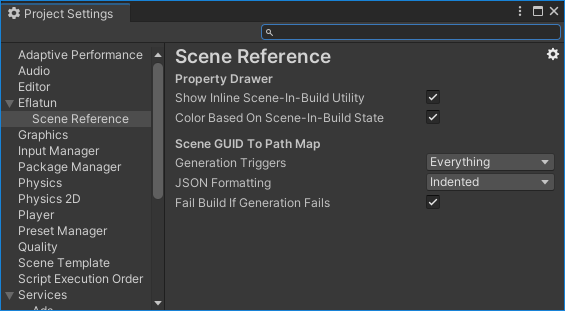 Project Settings
Adaptive Performance
Audio
Editor
Eflatun
Scene Reference
Graphics
Input Manager
Package Manager
Physics
Physics 2D
Player
Preset Manager
Quality
Scene Template
Script Execution Order
Services
Ads
Scene Reference
Property Drawer
Show Inline Scene-In-Build Utility
Color Based On Scene-In-Build State
Scene GUID To Path Map
Generation Triggers Everything
JSON Formatting Indented
Fail Build If Generation Fails